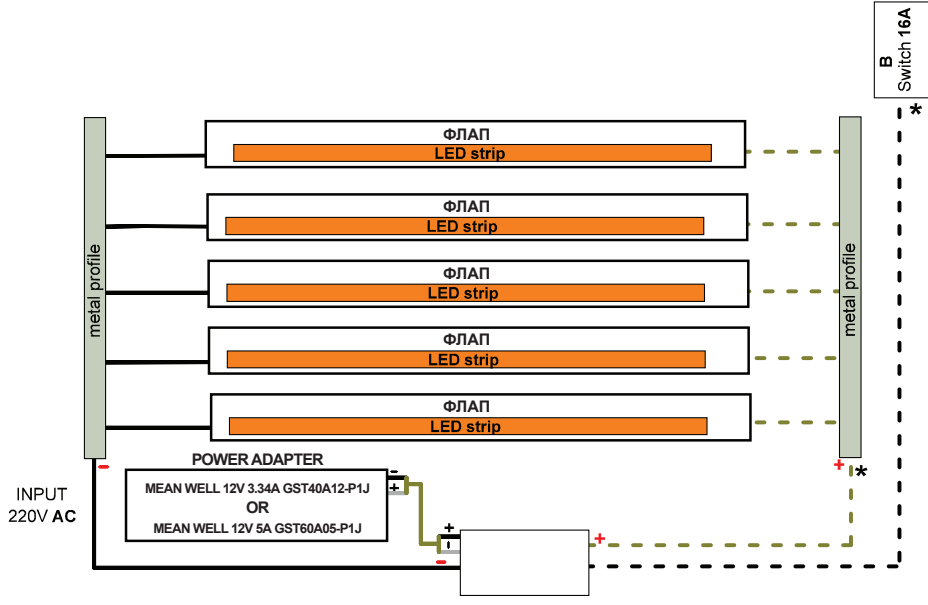 B
Switch 16A
*
ФЛАП
LED strip
ФЛАП
LED strip
ФЛАП
LED strip
ФЛАП
LED strip
ФЛАП
LED strip
metal profile
metal profile
-
+
*
POWER ADAPTER
MEAN WELL 12V 3.34A GST40A12-P1J
OR
MEAN WELL 12V 5A GST60A05-P1J
-
+
INPUT
220V AC
+
-
-
+